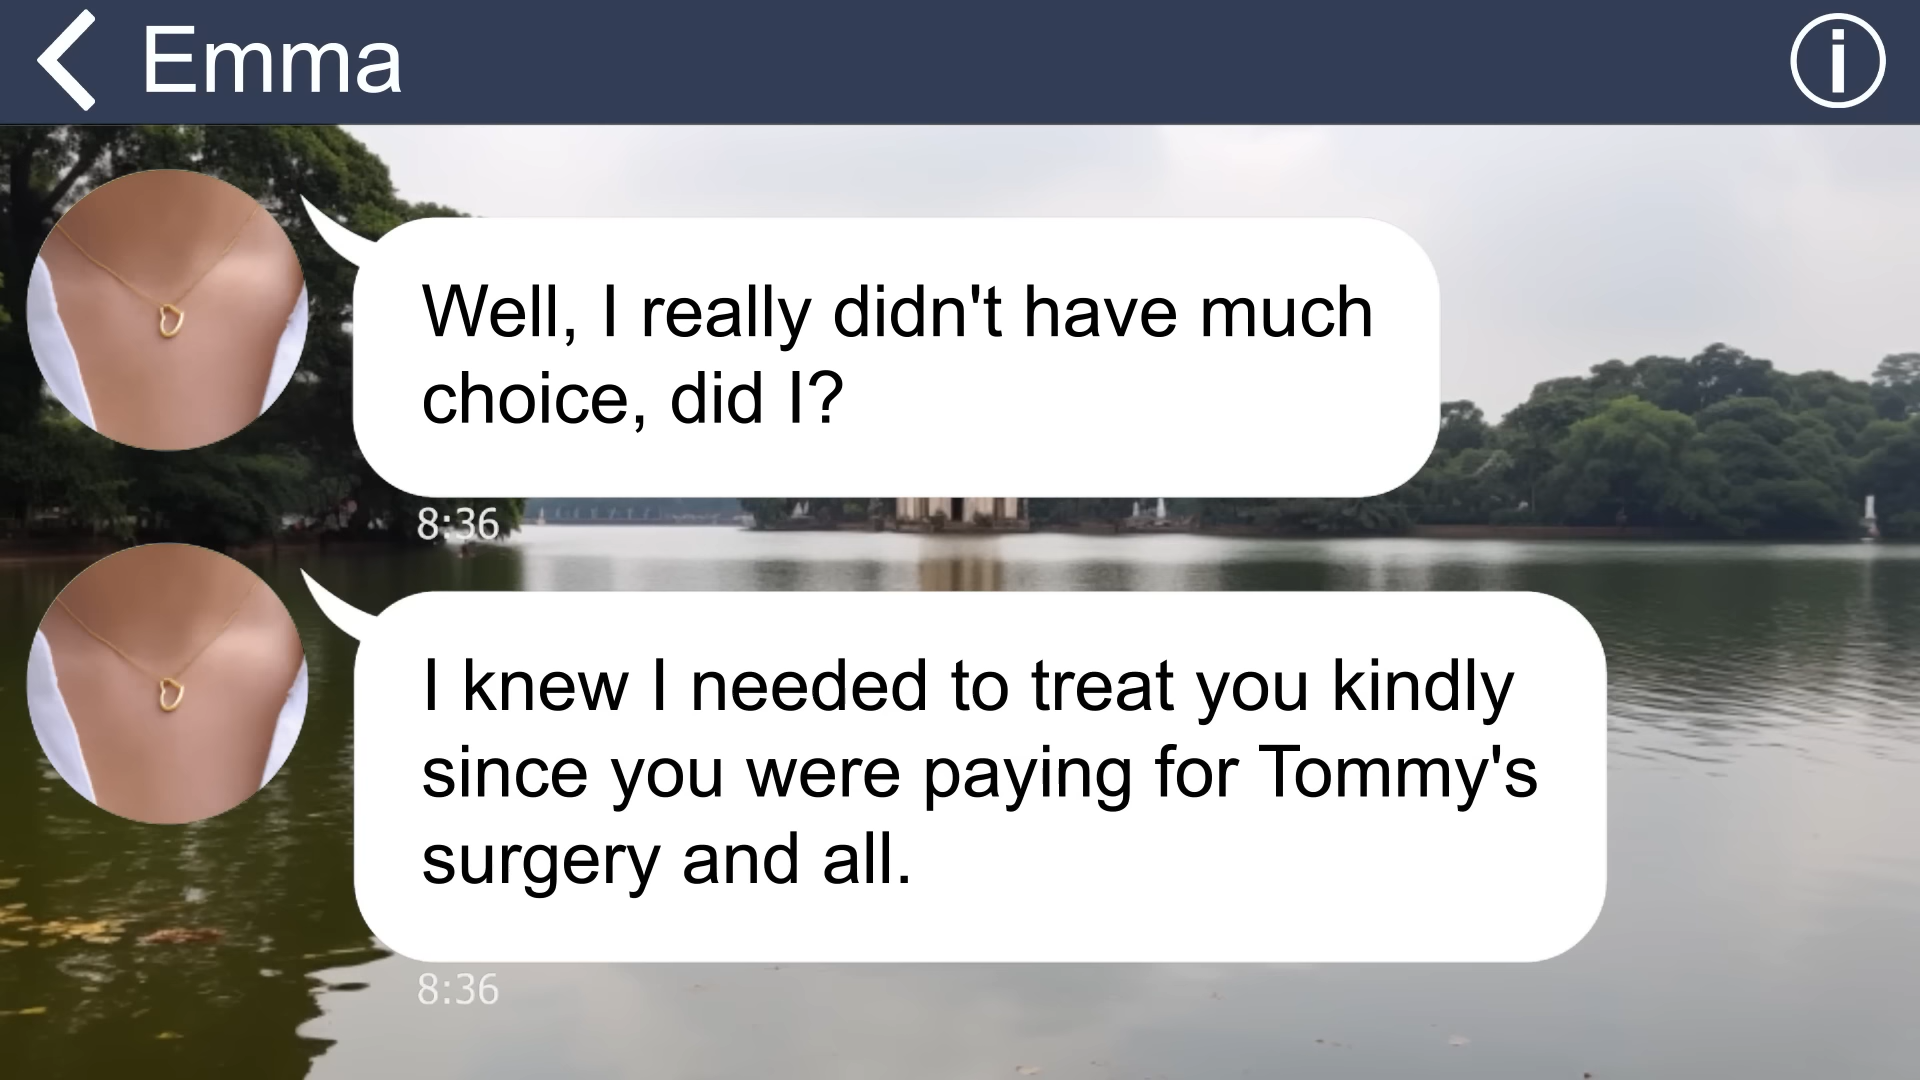 Emma
Well, I really didn't have much
choice, did I?
8:36
I knew I needed to treat you kindly
since you were paying for Tommy's
surgery and all.
8:36